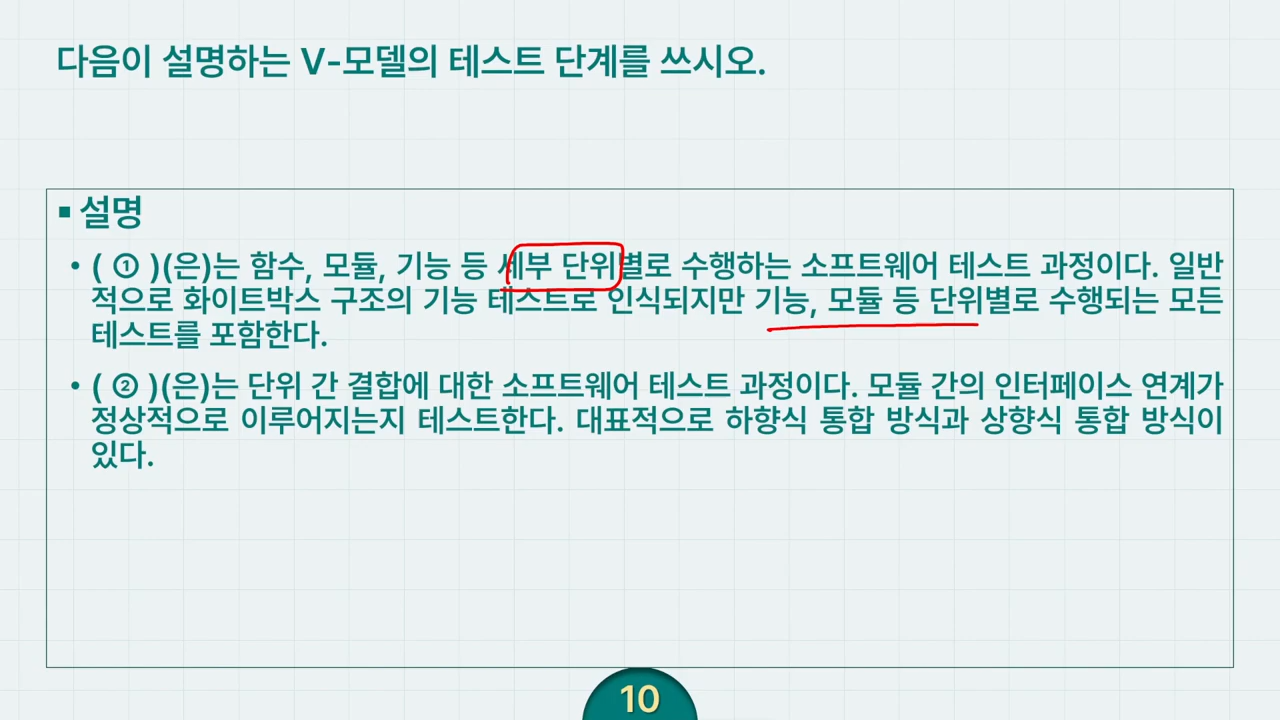 다음이 설명하는 V-모델의 테스트 단계를 쓰시오.
▪ 설명
• ( ① )(은)는 함수, 모듈, 기능 등 세부 단위별로 수행하는 소프트웨어 테스트 과정이다. 일반
적으로 화이트박스 구조의 기능 테스트로 인식되지만 기능, 모듈 등 단위별로 수행되는 모든
테스트를 포함한다.
• ( ② )(은)는 단위 간 결합에 대한 소프트웨어 테스트 과정이다. 모듈 간의 인터페이스 연계가
정상적으로 이루어지는지 테스트한다. 대표적으로 하향식 통합 방식과 상향식 통합 방식이
있다.
10